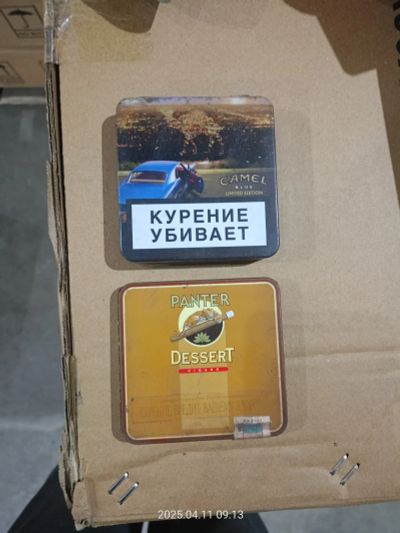 CAMEL
BLUE
LIMITED EDITION
КУРЕНИЕ
УБИВАЕТ
PANTER
DESSERT
CIGARS
2025.04.11 09:13